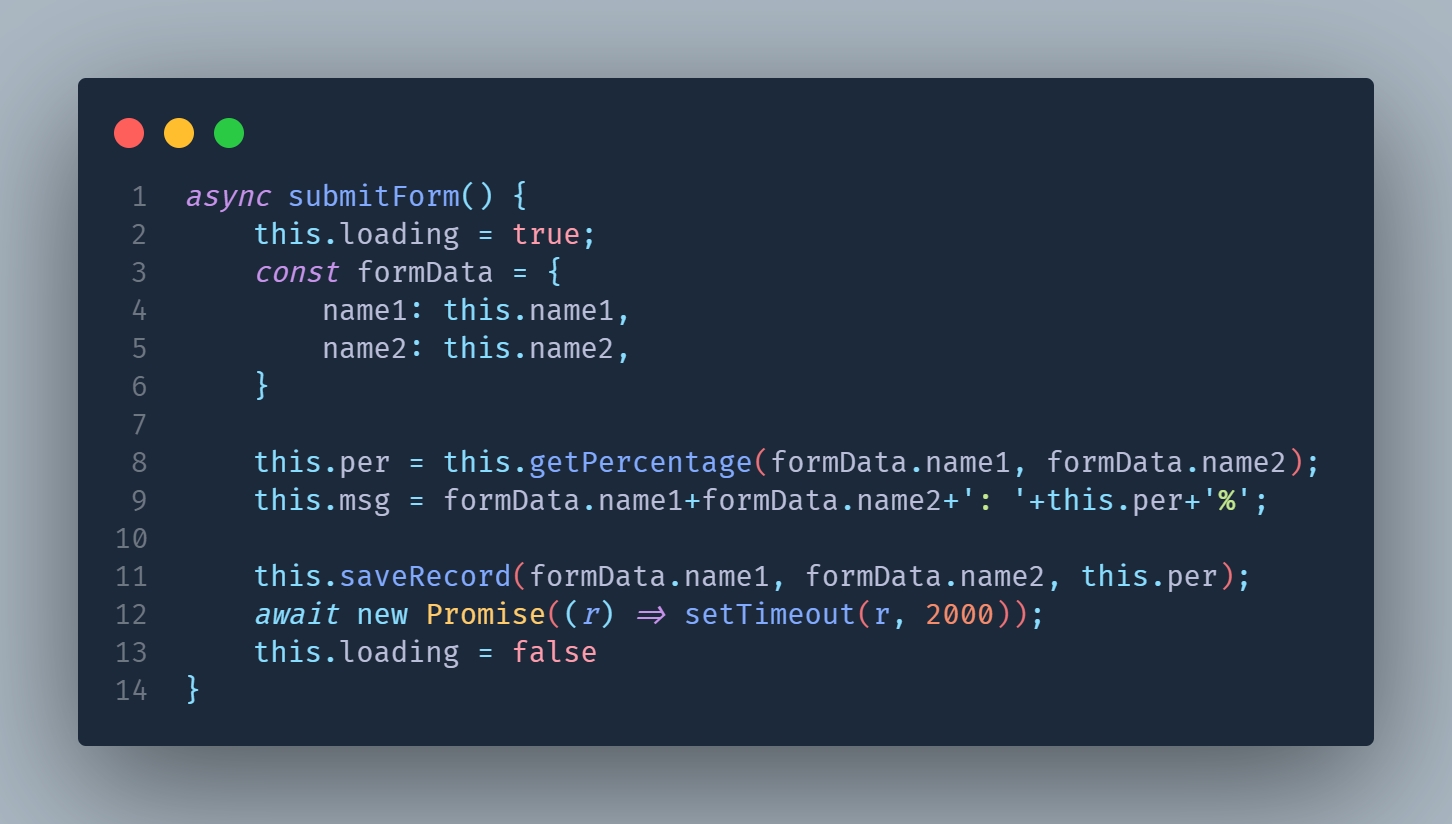 1 async submitForm() {
2     this.loading = true;
3     const formData = {
4         name1: this.name1,
5         name2: this.name2,
6     }
7
8     this.per = this.getPercentage(formData.name1, formData.name2);
9     this.msg = formData.name1+formData.name2+': '+this.per+'%';
10
11     this.saveRecord(formData.name1, formData.name2, this.per);
12     await new Promise((r) => setTimeout(r, 2000));
13     this.loading = false
14 }